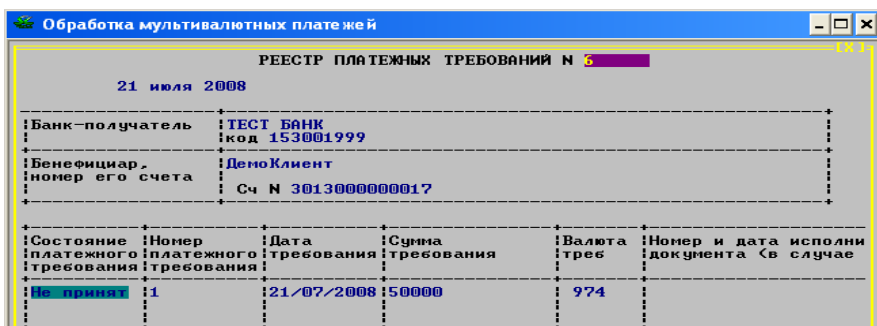 Обработка мультивалютных платежей
[X]
РЕЕСТР ПЛАТЕЖНЫХ ТРЕБОВАНИЙ N 6
21 июля 2008
Банк-получатель ТЕСТ БАНК
код 153001999
Бенефициар, ДемоКлиент
номер его счета
Сч N 3013000000017
Состояние Номер Дата Сумма Валюта Номер и дата исполни
платежного платежного требования требования треб документа (в случае
требования требования
Не принят 1 21/07/2008 50000 974